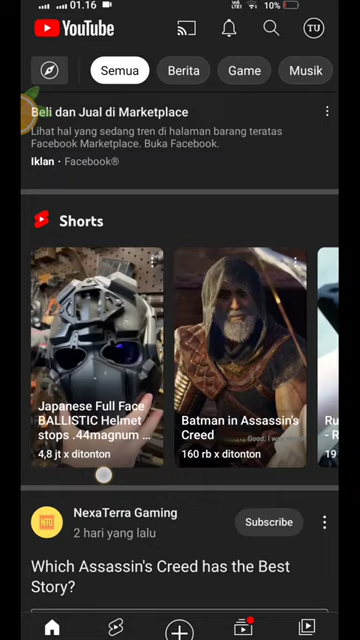 01.16
10%
YouTube
TU
Semua
Berita
Game
Musik
Beli dan Jual di Marketplace
Lihat hal yang sedang tren di halaman barang teratas
Facebook Marketplace. Buka Facebook.
Iklan • Facebook®
Shorts
Japanese Full Face
BALLISTIC Helmet
stops .44magnum ...
4,8 jt x ditonton
Batman in Assassin's
Creed
160 rb x ditonton
Ru
- R
19
NexaTerra Gaming
2 hari yang lalu
Subscribe
Which Assassin's Creed has the Best
Story?